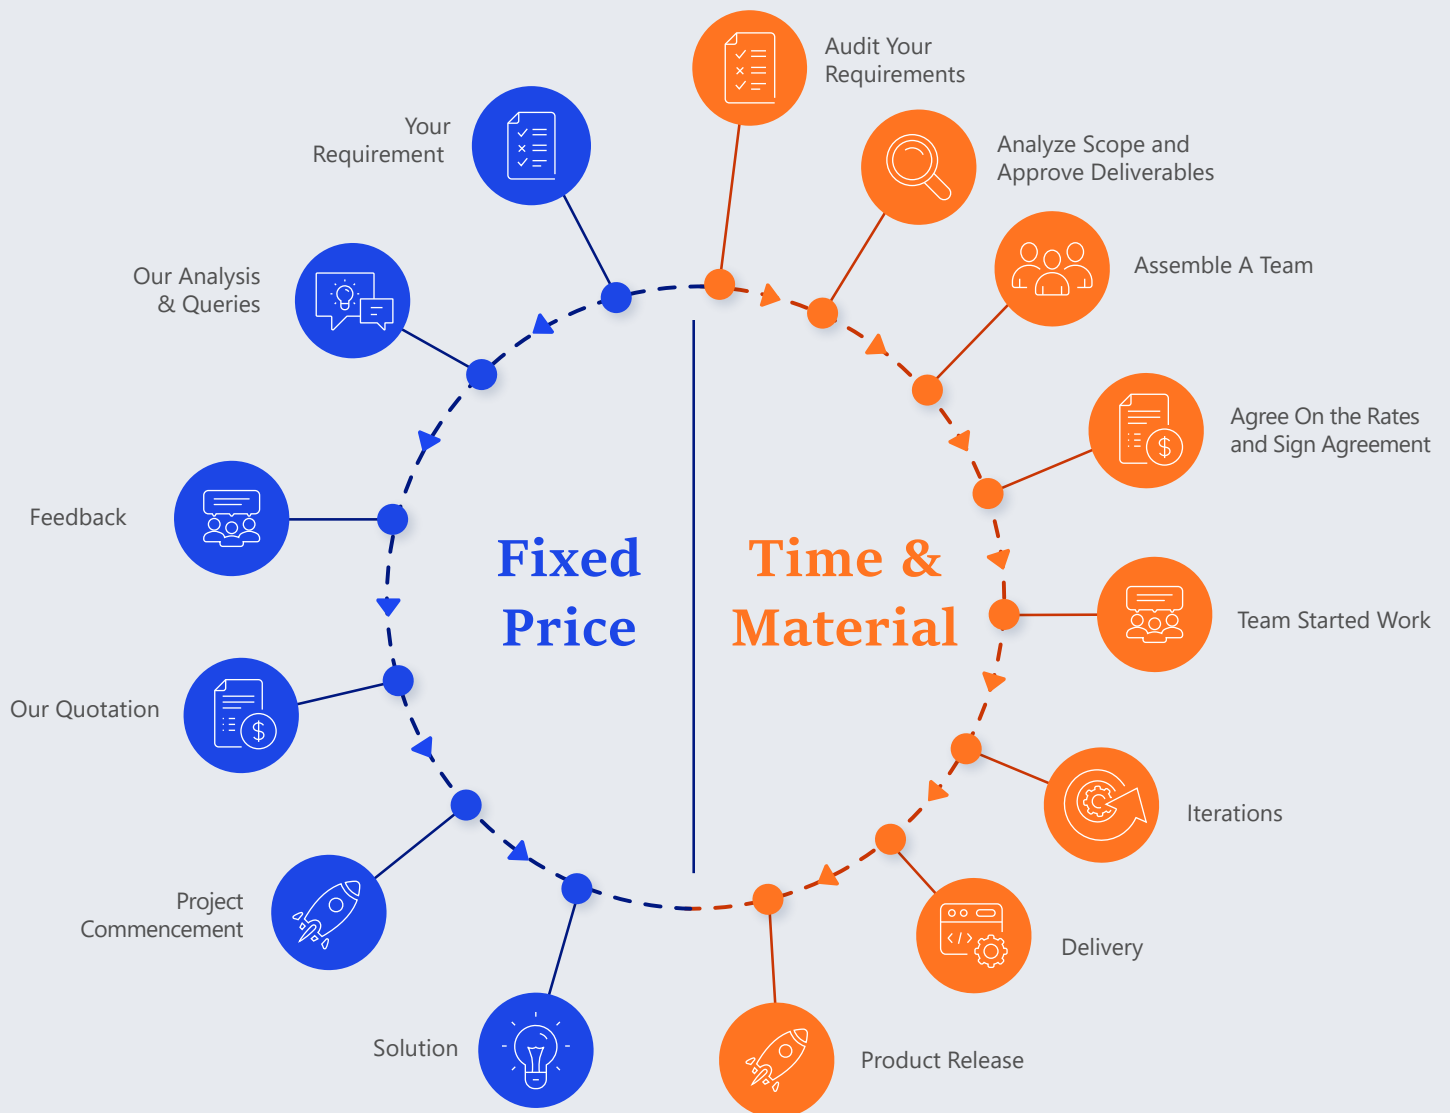 Fixed
Price
Your
Requirement
Our Analysis
& Queries
Feedback
Our Quotation
Project
Commencement
Solution
Time &
Material
Audit Your
Requirements
Analyze Scope and
Approve Deliverables
Assemble A Team
Agree On the Rates
and Sign Agreement
Team Started Work
Iterations
Delivery
Product Release
$
$